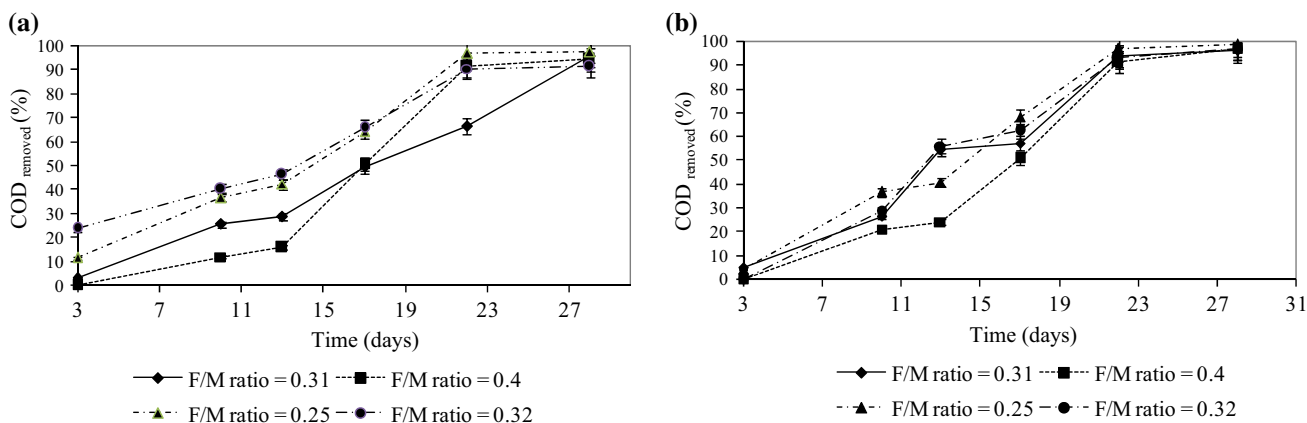 (a)
100
90
80
70
60
50
40
30
20
10
0
COD removed (%)
3 7 11 15 19 23 27
Time (days)
F/M ratio = 0.31 F/M ratio = 0.4
F/M ratio = 0.25 F/M ratio = 0.32
(b)
100
90
80
70
60
50
40
30
20
10
0
COD removed (%)
3 7 11 15 19 23 27 31
Time (days)
F/M ratio = 0.31 F/M ratio = 0.4
F/M ratio = 0.25 F/M ratio = 0.32